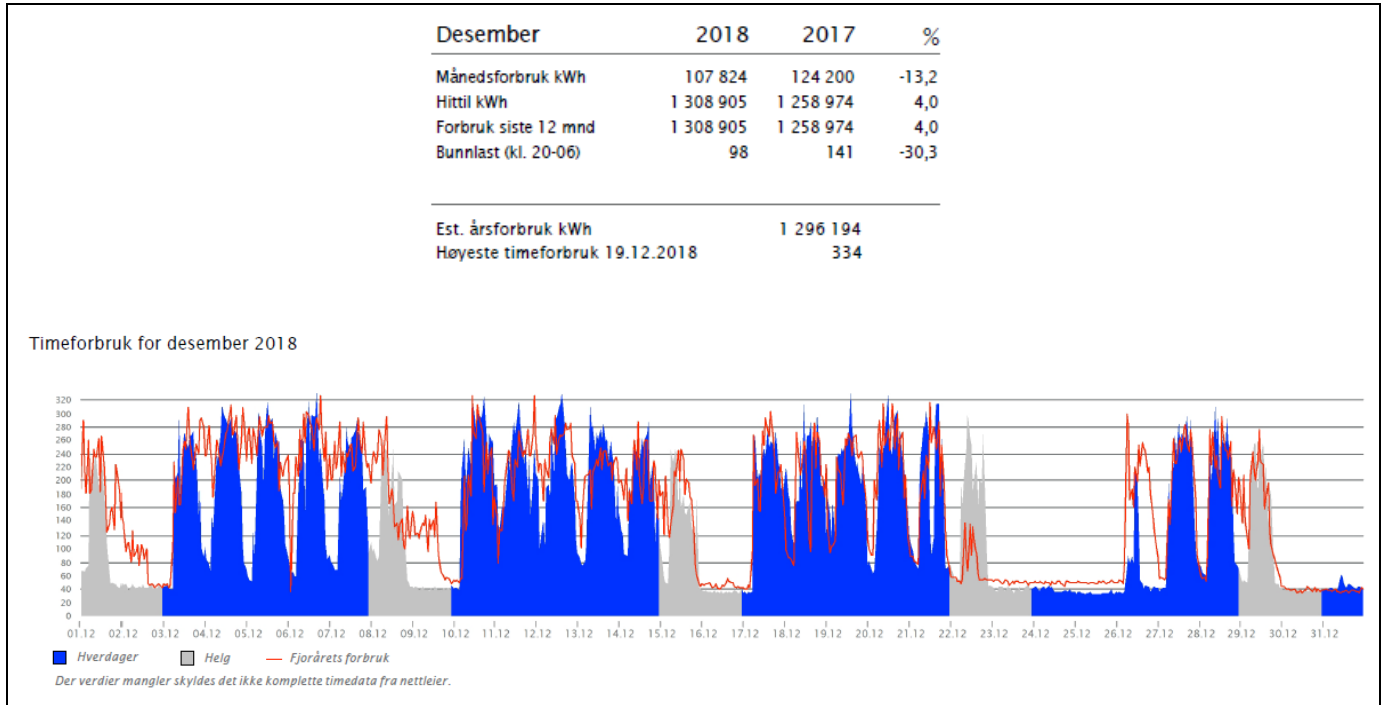 Desember 2018 2017 %
Månedsforbruk kWh 107 824 124 200 -13,2
Hittil kWh 1 308 905 1 258 974 4,0
Forbruk siste 12 mnd 1 308 905 1 258 974 4,0
Bunnlast (kl. 20-06) 98 141 -30,3
Est. årsforbruk kWh 1 296 194
Høyeste timeforbruk 19.12.2018 334
Timeforbruk for desember 2018
320
300
280
260
240
220
200
180
160
140
120
100
80
60
40
20
0
01.12 02.12 03.12 04.12 05.12 06.12 07.12 08.12 09.12 10.12 11.12 12.12 13.12 14.12 15.12 16.12 17.12 18.12 19.12 20.12 21.12 22.12 23.12 24.12 25.12 26.12 27.12 28.12 29.12 30.12 31.12
Hverdager Helg Fjorårets forbruk
Der verdier mangler skyldes det ikke komplette timedata fra nettleier.